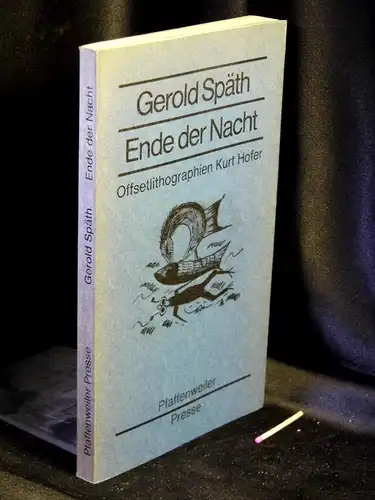 Gerold Späth
Ende der Nacht
Offsetlithographien Kurt Hofer
Pfaffenweiler
Presse
Pfaffenweiler Presse Gerold Späth Ende der Nacht